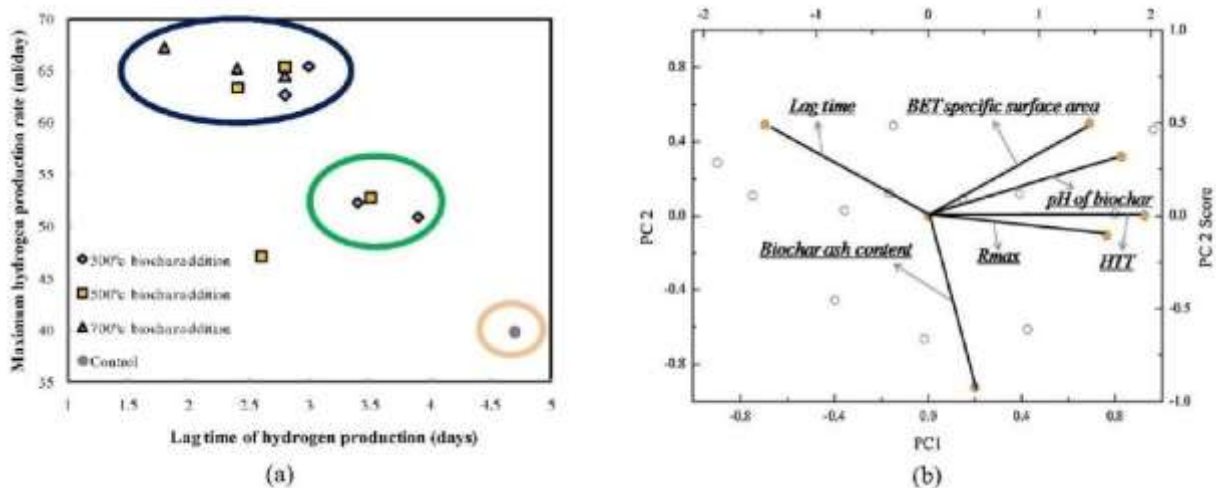 70
65
60
55
50
45
40
35
Maximum hydrogen production rate (ml/day)
300°c biochar addition
500°c biochar addition
700°c biochar addition
Control
1 1.5 2 2.5 3 3.5 4 4.5 5
Lag time of hydrogen production (days)
(a)
-2 -1 0 1 2
0.8
0.4
0.0
-0.4
-0.8
PC 2
1.0
0.5
0.0
-0.5
-1.0
PC 2 Score
Lag time
BET specific surface area
pH of biochar
Biochar ash content
Rmax
HTT
-0.8 -0.4 0.0 0.4 0.8
PC1
(b)